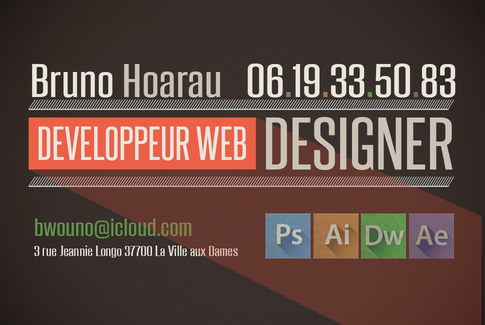 Bruno Hoarau 06.19.33.50.83
DEVELOPPEUR WEB DESIGNER
bwouno@icloud.com
3 rue Jeannie Longo 37700 La Ville aux Dames
Ps Ai Dw Ae